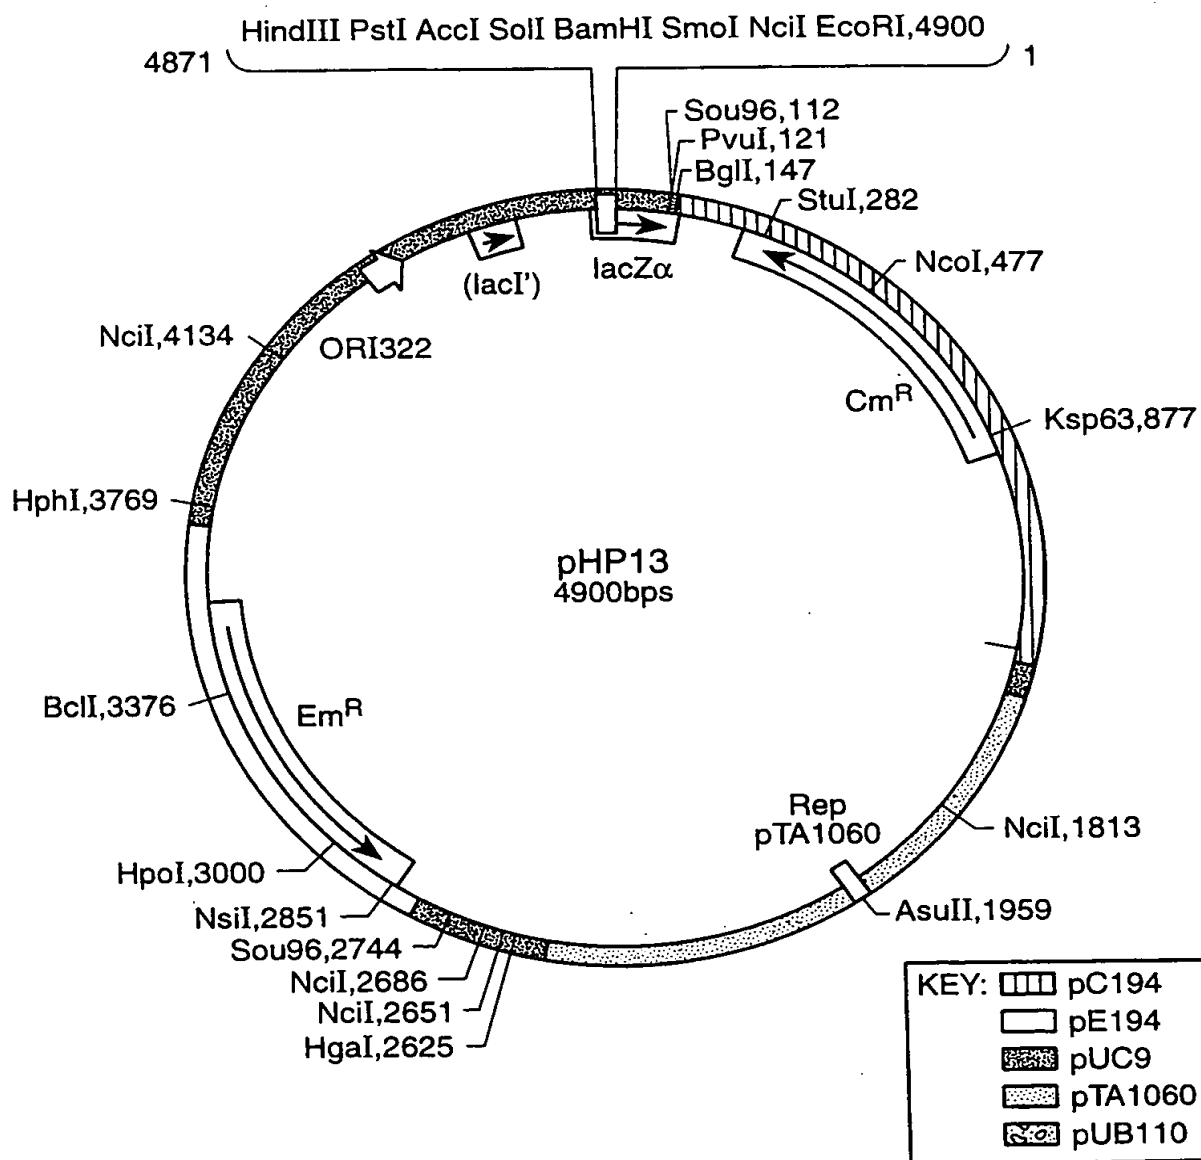 HindIII PstI AccI SolI BamHI SmoI NciI EcoRI,4900
4871
1
Sou96,112
PvuI,121
BglI,147
StuI,282
NcoI,477
(lacI')
lacZα
ORI322
NciI,4134
CmR
Ksp63,877
HphI,3769
pHP13
4900bps
BclI,3376
EmR
Rep
pTA1060
NciI,1813
HpoI,3000
AsuII,1959
NsiI,2851
Sou96,2744
NciI,2686
NciI,2651
HgaI,2625
KEY: pC194
pE194
pUC9
pTA1060
pUB110